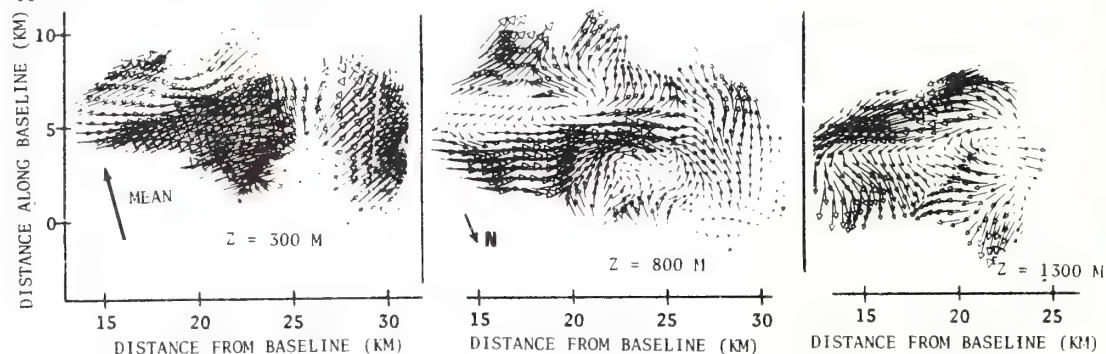 DISTANCE ALONG BASELINE (KM)
10
5
0
MEAN
Z = 300 M
15 20 25 30
DISTANCE FROM BASELINE (KM)
N
Z = 800 M
15 20 25 30
DISTANCE FROM BASELINE (KM)
Z = 1300 M
15 20 25
DISTANCE FROM BASELINE (KM)